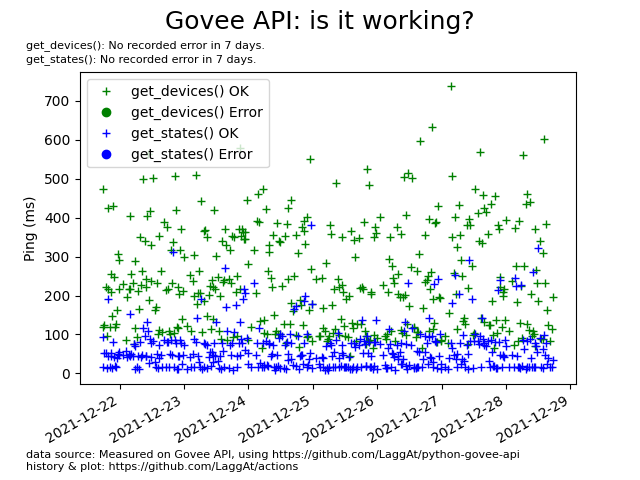 Govee API: is it working?
get_devices(): No recorded error in 7 days.
get_states(): No recorded error in 7 days.
get_devices() OK
get_devices() Error
get_states() OK
get_states() Error
Ping (ms)
700
600
500
400
300
200
100
0
2021-12-22
2021-12-23
2021-12-24
2021-12-25
2021-12-26
2021-12-27
2021-12-28
2021-12-29
data source: Measured on Govee API, using https://github.com/LaggAt/python-govee-api
history & plot: https://github.com/LaggAt/actions